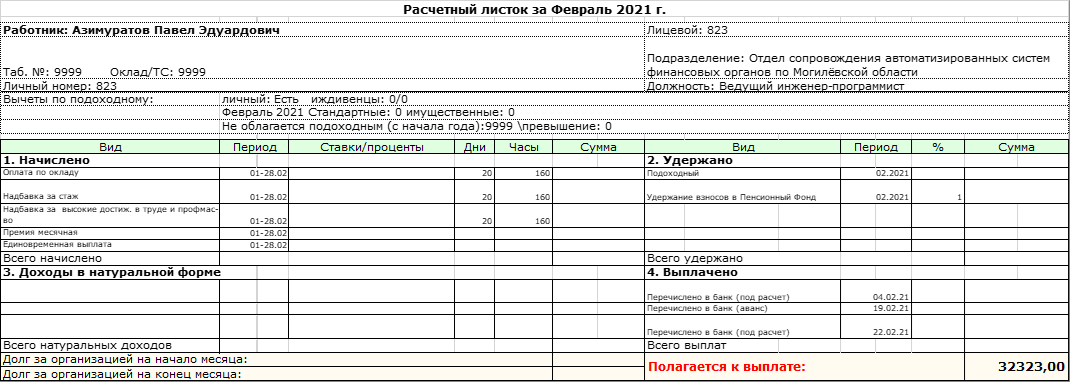 Расчетный листок за Февраль 2021 г.
Работник: Азимуратов Павел Эдуардович
Лицевой: 823
Таб. №: 9999 Оклад/ТС: 9999
Подразделение: Отдел сопровождения автоматизированных систем
финансовых органов по Могилёвской области
Личный номер: 823
Должность: Ведущий инженер-программист
Вычеты по подоходному: личный: Есть иждивенцы: 0/0
Февраль 2021 Стандартные: 0 имущественные: 0
Не облагается подоходным (с начала года):9999 \превышение: 0
Вид Период Ставки/проценты Дни Часы Сумма Вид Период % Сумма
1. Начислено 2. Удержано
Оплата по окладу 01-28.02 20 160 Подоходный 02.2021
Надбавка за стаж 01-28.02 20 160 Удержание взносов в Пенсионный Фонд 02.2021 1
Надбавка за высокие достиж. в труде и профмас-
во 01-28.02 20 160
Премия месячная 01-28.02
Единовременная выплата 01-28.02
Всего начислено Всего удержано
3. Доходы в натуральной форме 4. Выплачено
Перечислено в банк (под расчет) 04.02.21
Перечислено в банк (аванс) 19.02.21
Перечислено в банк (под расчет) 22.02.21
Всего натуральных доходов Всего выплат
Долг за организацией на начало месяца:
Полагается к выплате: 32323,00
Долг за организацией на конец месяца: